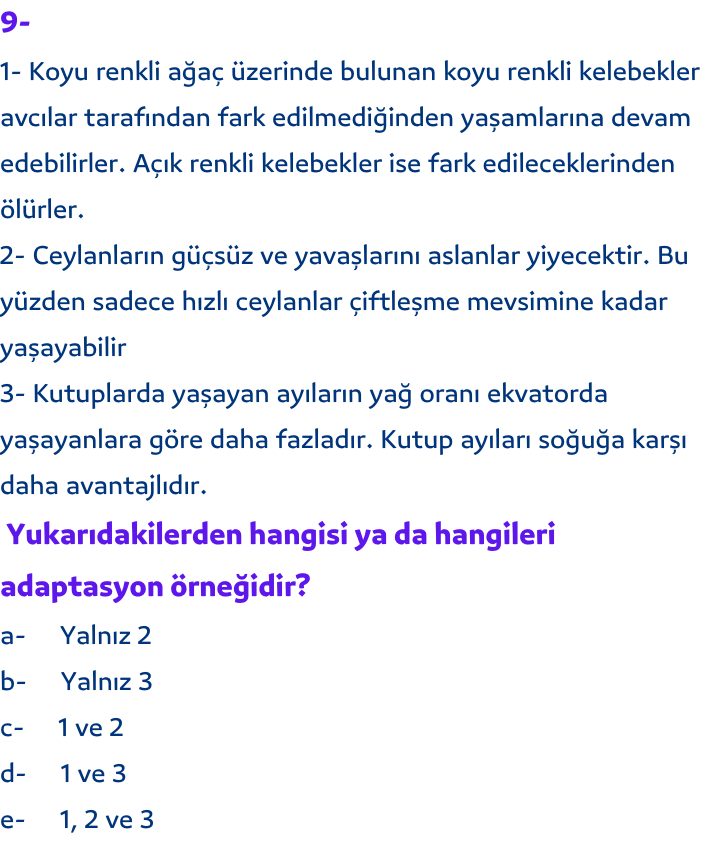 9-
1- Koyu renkli ağaç üzerinde bulunan koyu renkli kelebekler
avcılar tarafından fark edilmediğinden yaşamlarına devam
edebilirler. Açık renkli kelebekler ise fark edileceklerinden
ölürler.
2- Ceylanların güçsüz ve yavaşlarını aslanlar yiyecektir. Bu
yüzden sadece hızlı ceylanlar çiftleşme mevsimine kadar
yaşayabilir
3- Kutuplarda yaşayan ayıların yağ oranı ekvatorda
yaşayanlara göre daha fazladır. Kutup ayıları soğuğa karşı
daha avantajlıdır.
Yukarıdakilerden hangisi ya da hangileri
adaptasyon örneğidir?
a- Yalnız 2
b- Yalnız 3
c- 1 ve 2
d- 1 ve 3
e- 1, 2 ve 3